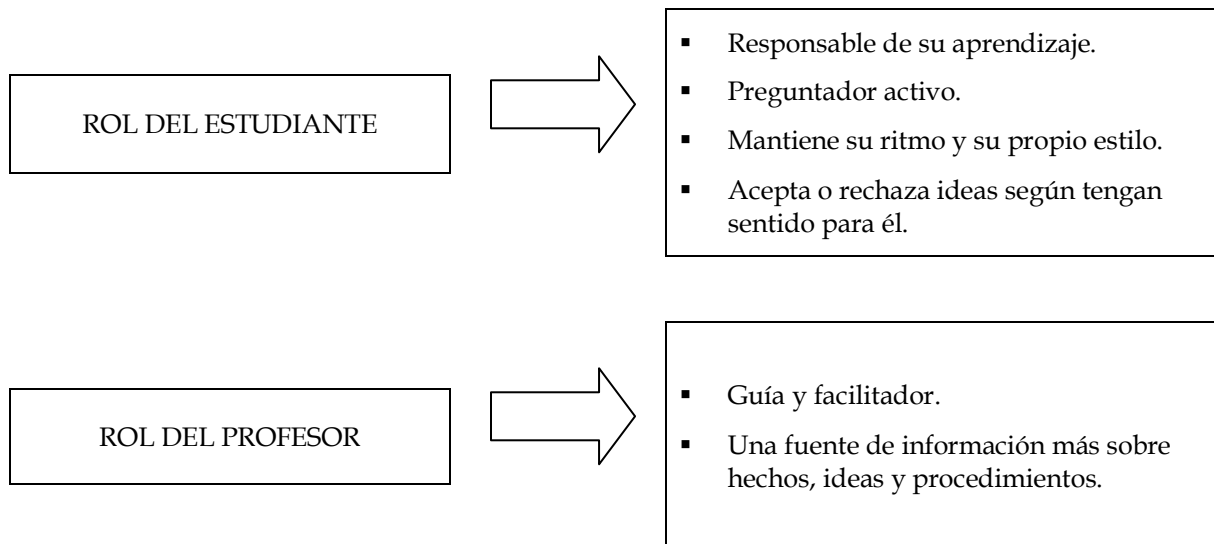 ROL DEL ESTUDIANTE
▪ Responsable de su aprendizaje.
▪ Preguntador activo.
▪ Mantiene su ritmo y su propio estilo.
▪ Acepta o rechaza ideas según tengan
sentido para él.
ROL DEL PROFESOR
▪ Guía y facilitador.
▪ Una fuente de información más sobre
hechos, ideas y procedimientos.